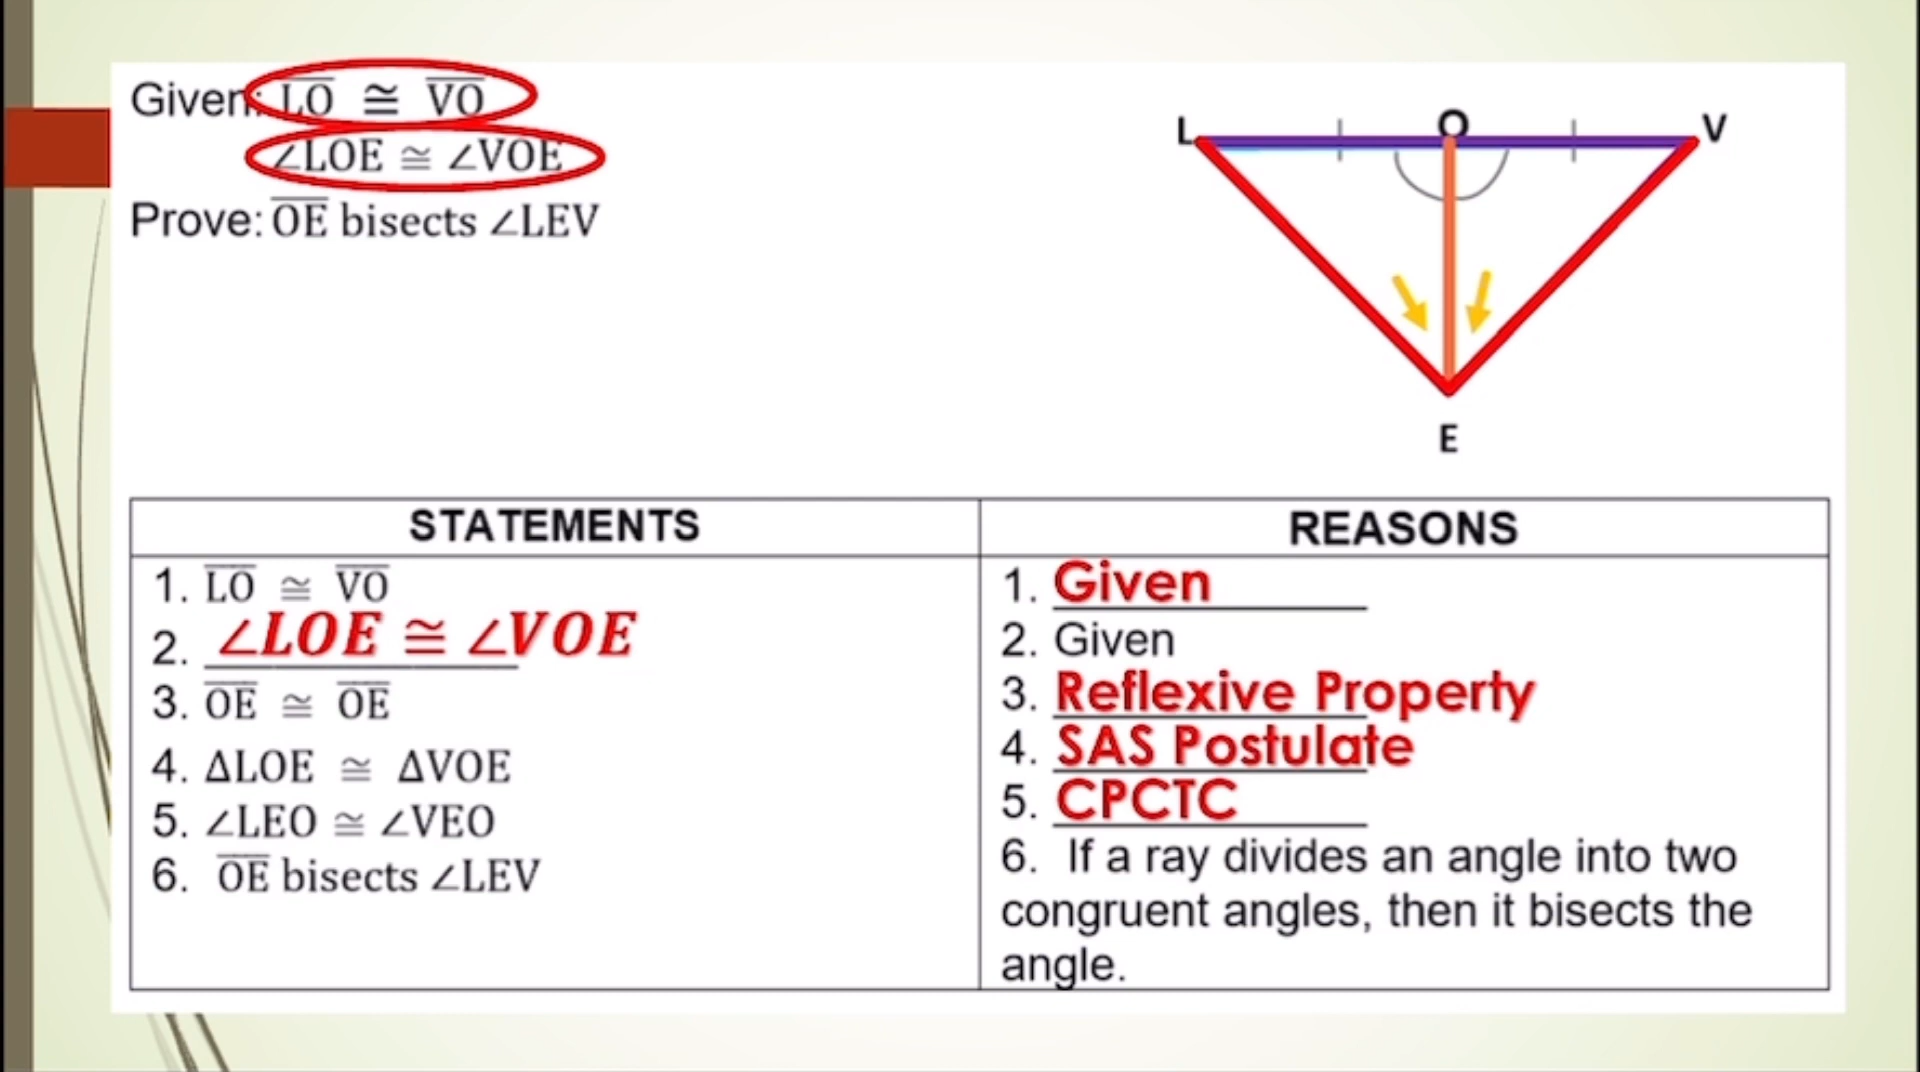 Given: LO ≅ VO
∠LOE ≅ ∠VOE
Prove: OE bisects ∠LEV
L O V
E
STATEMENTS REASONS
1. LO ≅ VO
2. ∠LOE ≅ ∠VOE
3. OE ≅ OE
4. ΔLOE ≅ ΔVOE
5. ∠LEO ≅ ∠VEO
6. OE bisects ∠LEV
1. Given
2. Given
3. Reflexive Property
4. SAS Postulate
5. CPCTC
6. If a ray divides an angle into two
congruent angles, then it bisects the
angle.